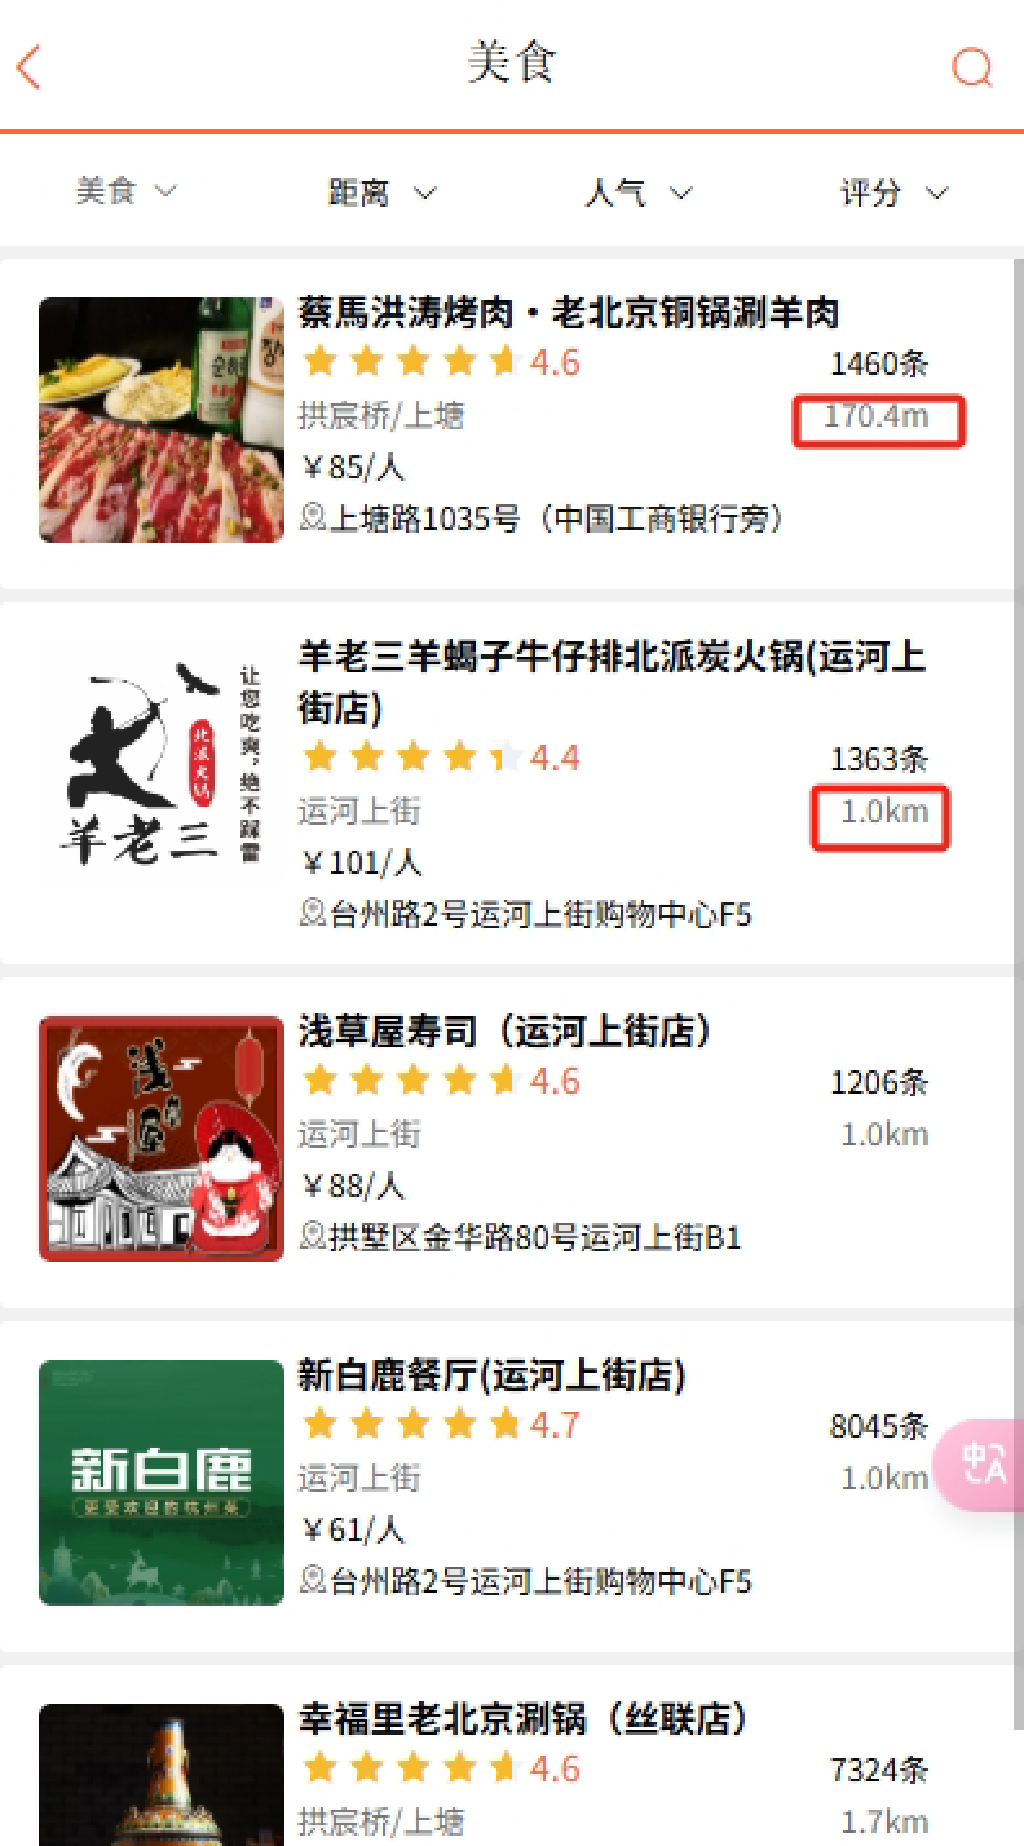 美食
美食 距离 人气 评分
蔡馬洪涛烤肉·老北京铜锅涮羊肉
4.6 1460条
拱宸桥/上塘 170.4m
￥85/人
上塘路1035号（中国工商银行旁）
羊老三羊蝎子牛仔排北派炭火锅(运河上
街店)
4.4 1363条
运河上街 1.0km
￥101/人
台州路2号运河上街购物中心F5
让您吃爽,绝不踩雷
北派火锅
羊老三
浅草屋寿司（运河上街店）
4.6 1206条
运河上街 1.0km
￥88/人
拱墅区金华路80号运河上街B1
浅草屋
新白鹿餐厅(运河上街店)
4.7 8045条
运河上街 1.0km
￥61/人
台州路2号运河上街购物中心F5
新白鹿
更受欢迎的杭州菜
中A
幸福里老北京涮锅（丝联店）
4.6 7324条
拱宸桥/上塘 1.7km